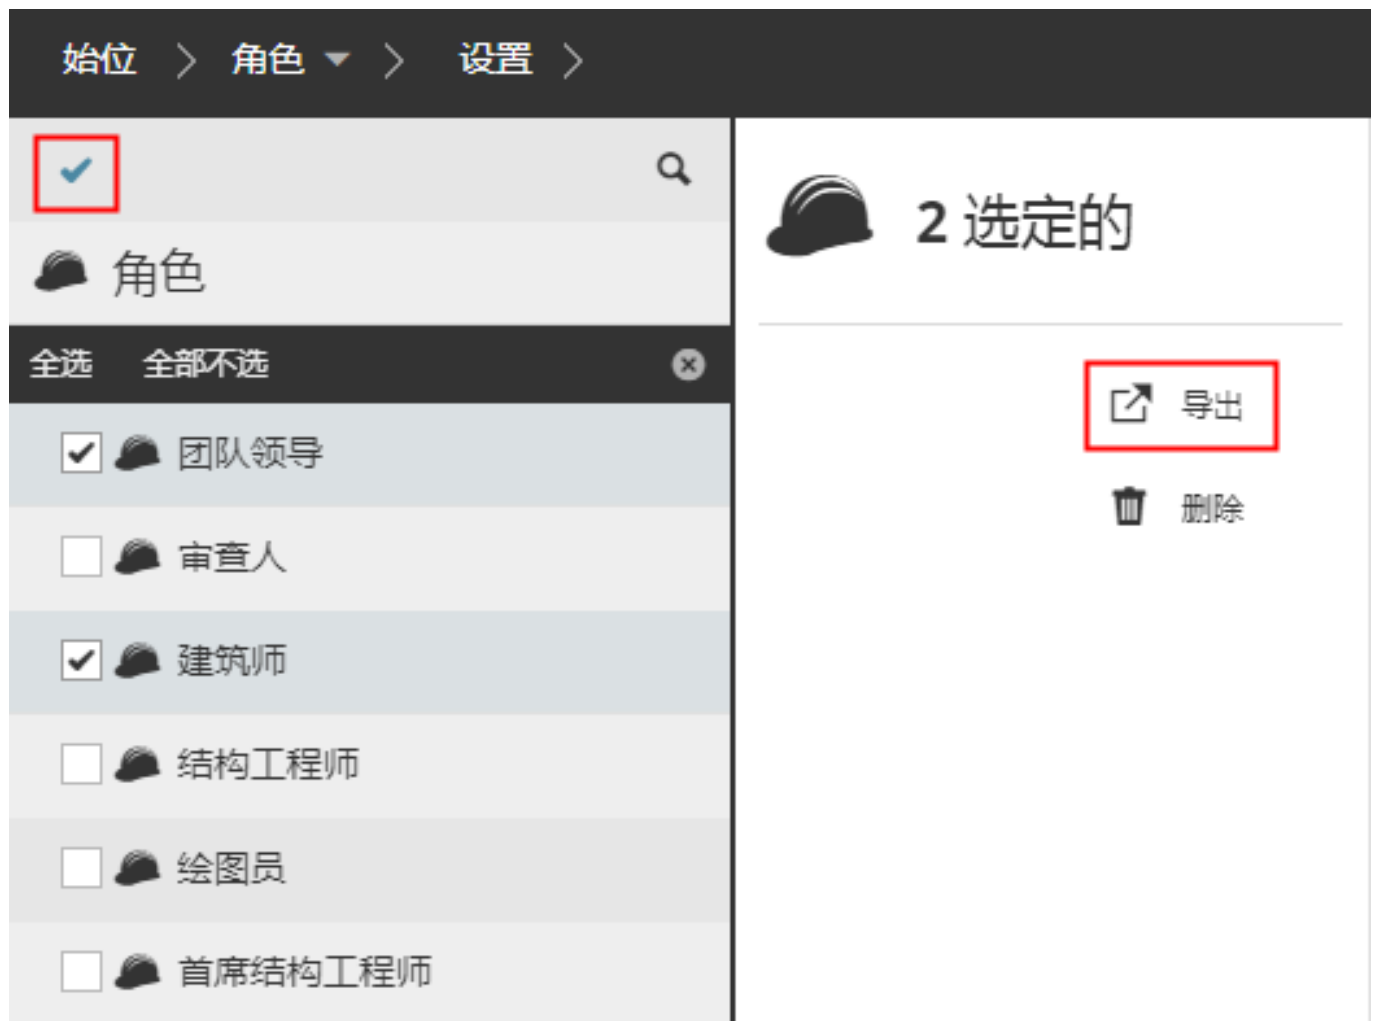 始位 角色 设置
角色
全选 全部不选
团队领导
审查人
建筑师
结构工程师
绘图员
首席结构工程师
2 选定的
导出
删除